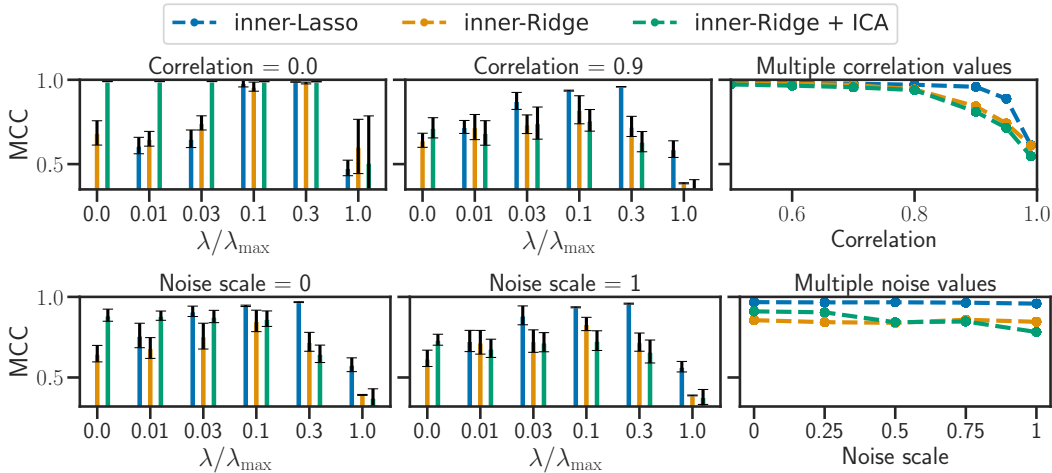 inner-Lasso inner-Ridge inner-Ridge + ICA
Correlation = 0.0 Correlation = 0.9 Multiple correlation values
MCC
1.0
0.5
0.0 0.01 0.03 0.1 0.3 1.0
λ/λmax
0.0 0.01 0.03 0.1 0.3 1.0
λ/λmax
0.6 0.8 1.0
Correlation
Noise scale = 0 Noise scale = 1 Multiple noise values
MCC
1.0
0.5
0.0 0.01 0.03 0.1 0.3 1.0
λ/λmax
0.0 0.01 0.03 0.1 0.3 1.0
λ/λmax
0 0.25 0.5 0.75 1
Noise scale